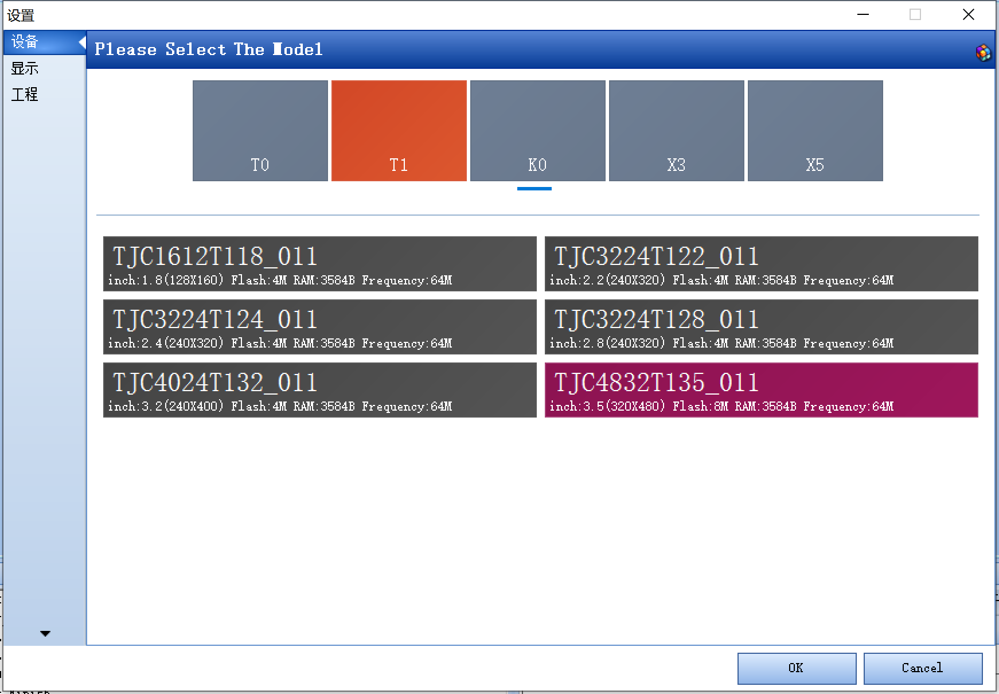 设置
设备
显示
工程
Please Select The Model
T0
T1
K0
X3
X5
TJC1612T118_011
inch:1.8(128X160) Flash:4M RAM:3584B Frequency:64M
TJC3224T122_011
inch:2.2(240X320) Flash:4M RAM:3584B Frequency:64M
TJC3224T124_011
inch:2.4(240X320) Flash:4M RAM:3584B Frequency:64M
TJC3224T128_011
inch:2.8(240X320) Flash:4M RAM:3584B Frequency:64M
TJC4024T132_011
inch:3.2(240X400) Flash:4M RAM:3584B Frequency:64M
TJC4832T135_011
inch:3.5(320X480) Flash:8M RAM:3584B Frequency:64M
OK
Cancel